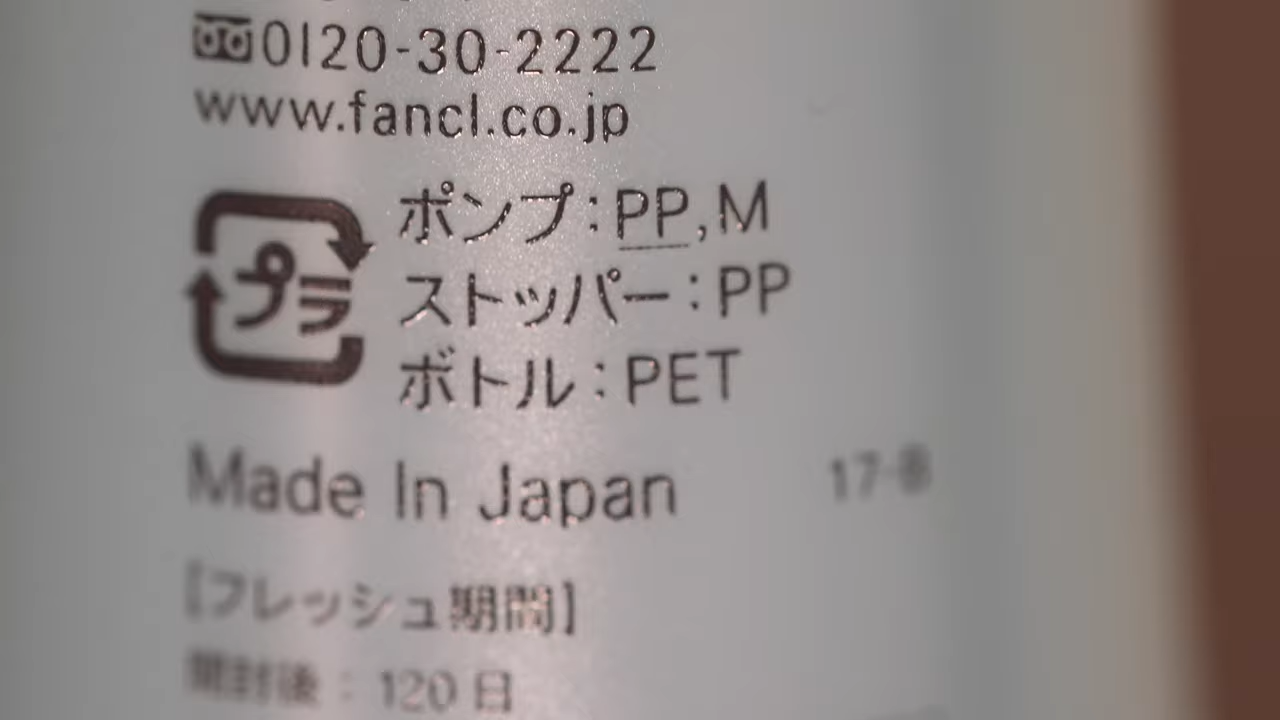 0120-30-2222
www.fancl.co.jp
プラ
ポンプ：PP,M
ストッパー：PP
ボトル：PET
Made In Japan
17-B
[フレッシュ期間]
開封後：120日